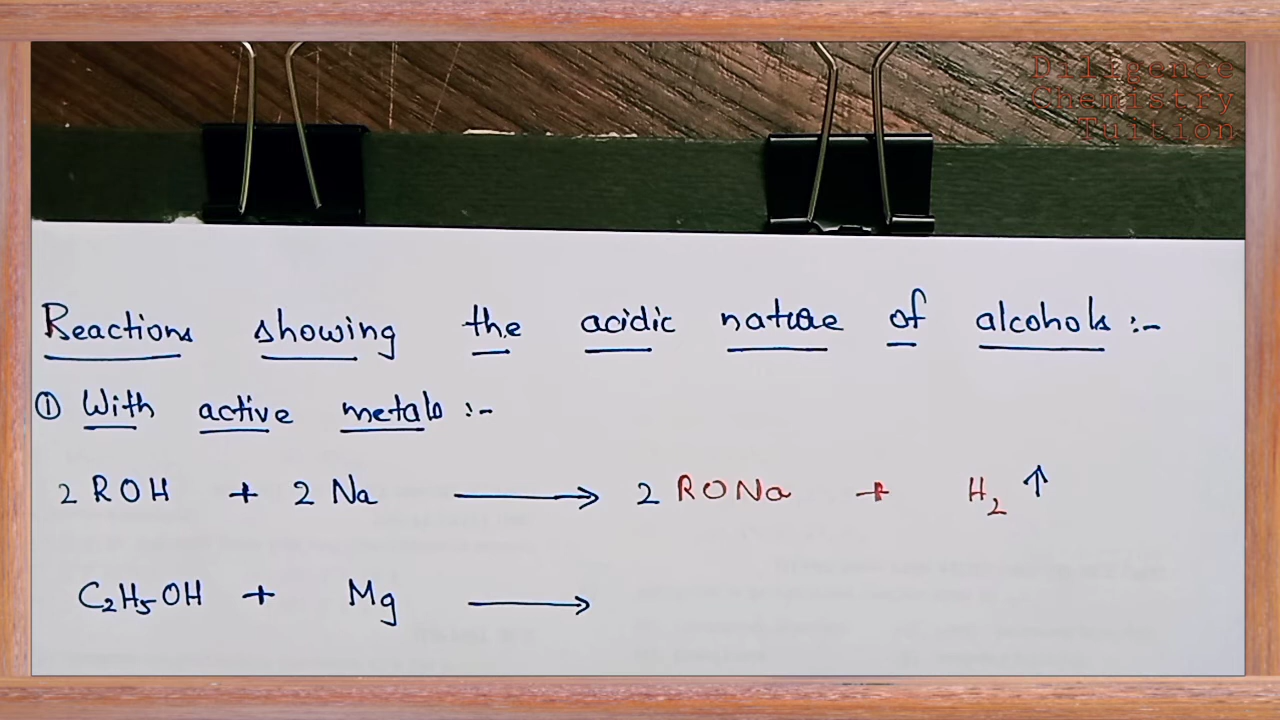 Diligence
Chemistry
Tuition
Reactions showing the acidic nature of alcohols :-
① With active metals :-
2 ROH + 2 Na ⟶ 2 RONa + H₂ ↑
C₂H₅OH + Mg ⟶